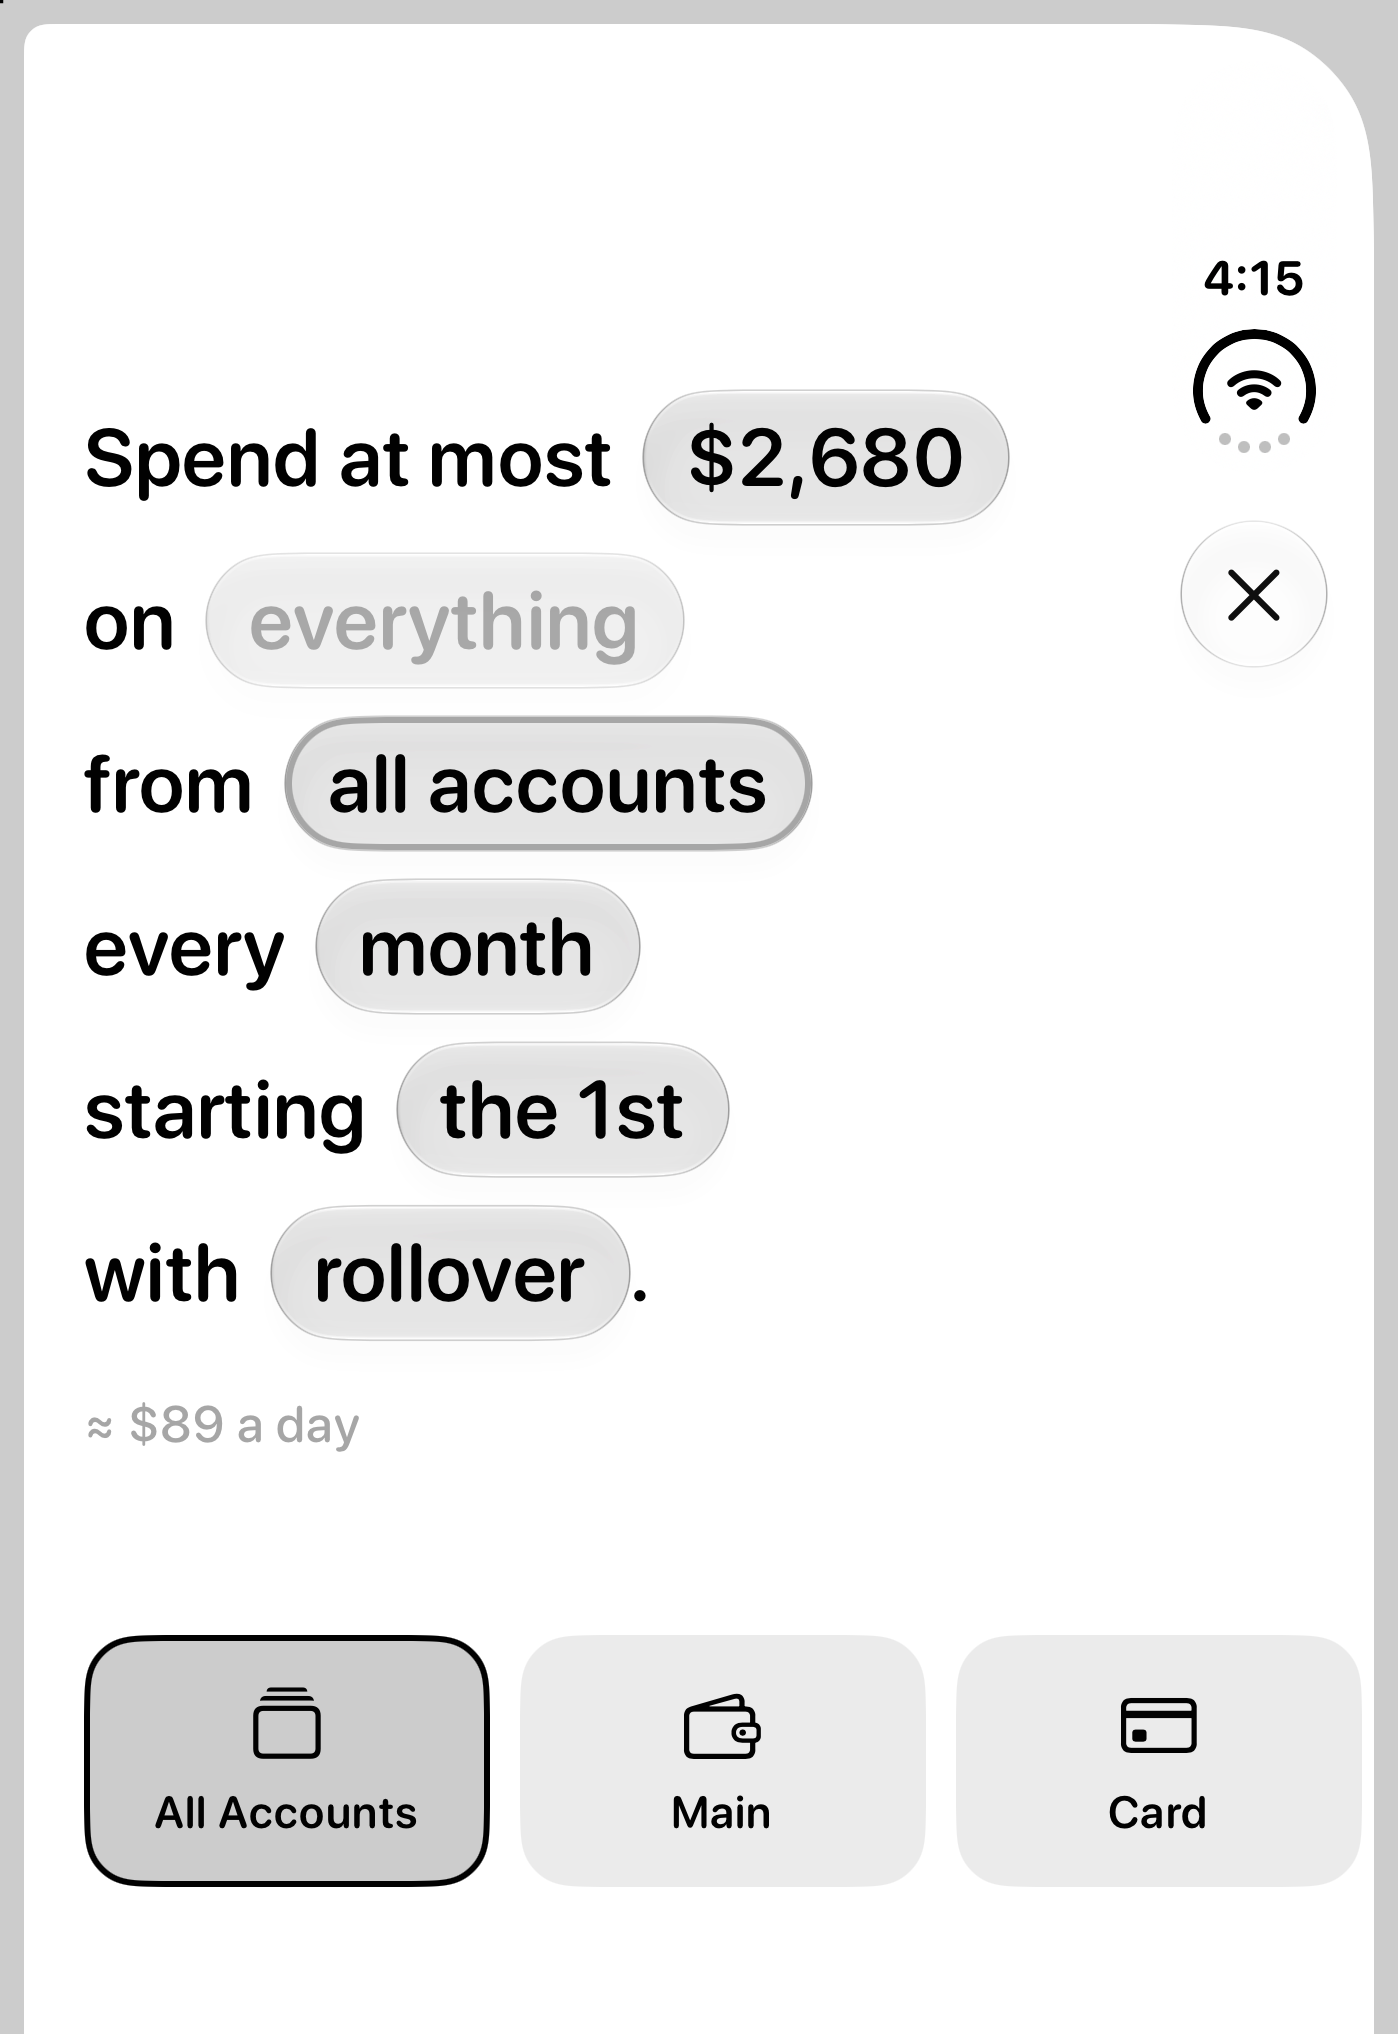 4:15
Spend at most $2,680
on everything
from all accounts
every month
starting the 1st
with rollover.
≈ $89 a day
All Accounts
Main
Card